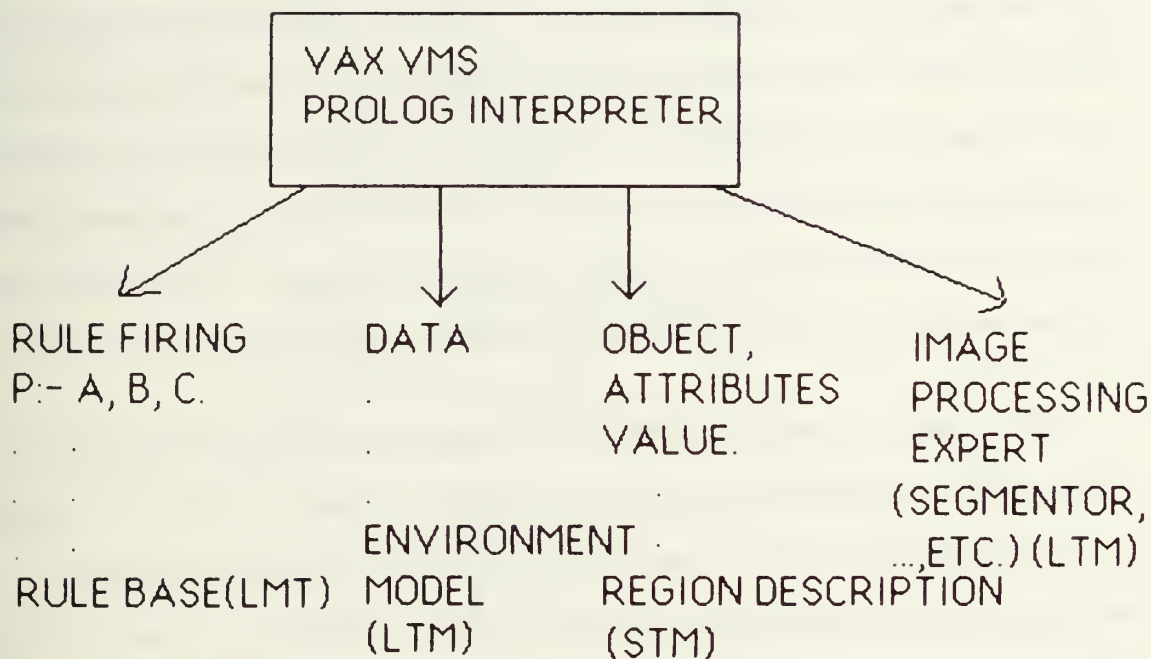 VAX VMS
PROLOG INTERPRETER
RULE FIRING
P:- A, B, C.
. .
. .
. .
RULE BASE(LMT)
DATA
.
.
ENVIRONMENT
MODEL
(LTM)
OBJECT,
ATTRIBUTES
VALUE.
.
.
REGION DESCRIPTION
(STM)
IMAGE
PROCESSING
EXPERT
(SEGMENTOR,
...,ETC.) (LTM)